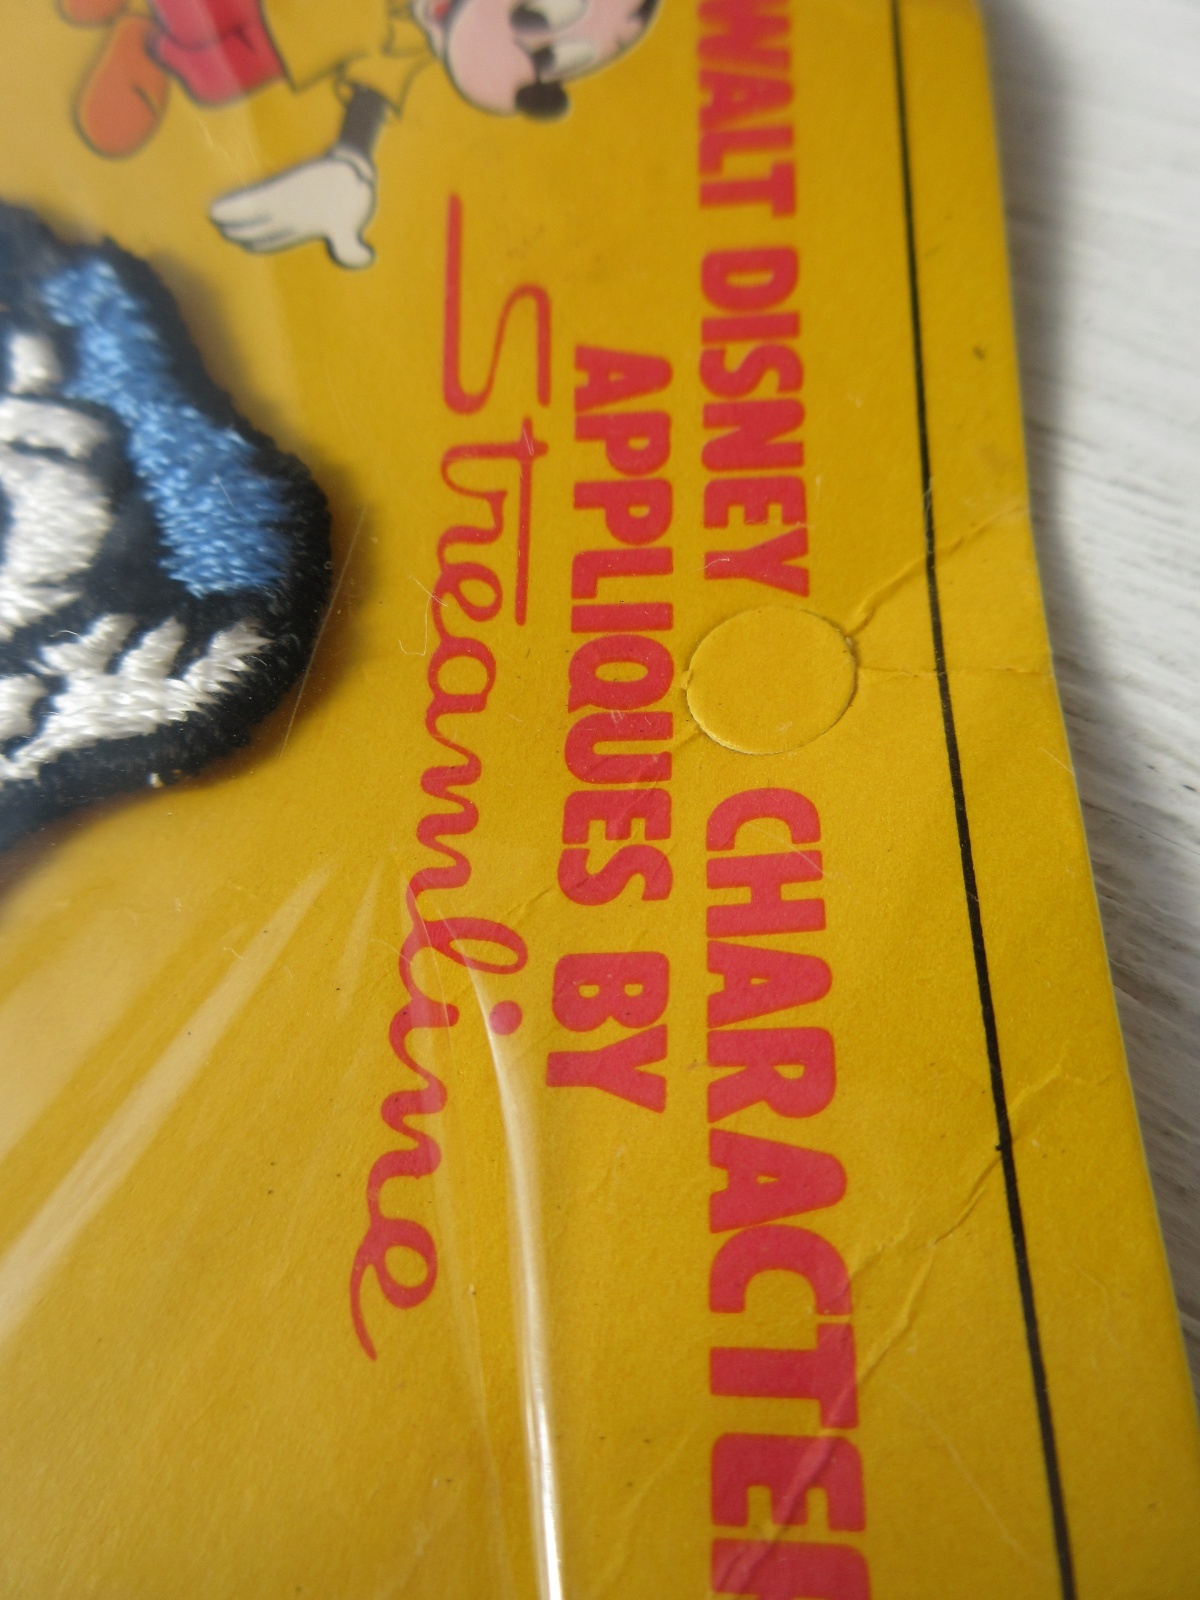 WALT DISNEY CHARACTER
APPLIQUES BY
Streamline